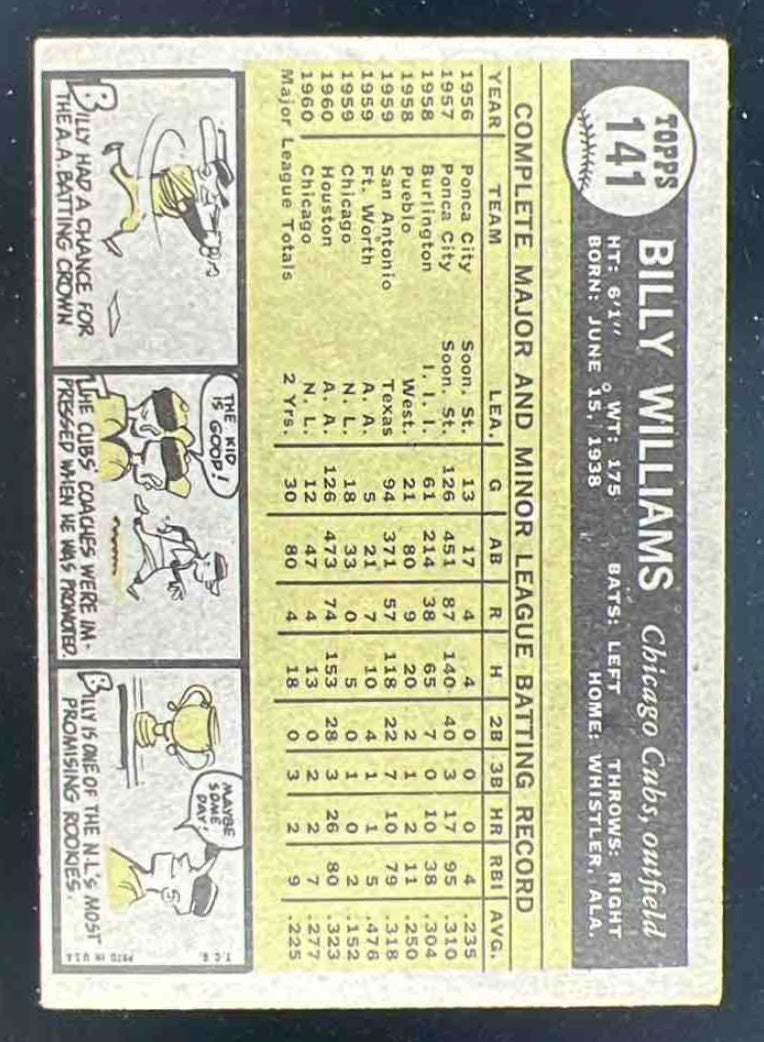 TOPPS
141
BILLY WILLIAMS Chicago Cubs, outfield
HT: 6'1" WT: 175 BATS: LEFT THROWS: RIGHT
BORN: JUNE 15, 1938 HOME: WHISTLER, ALA.
COMPLETE MAJOR AND MINOR LEAGUE BATTING RECORD
YEAR TEAM LEA. G AB R H 2B 3B HR RBI AVG.
1956 Ponca City Soon. St. 13 17 4 4 0 0 0 4 .235
1957 Ponca City Soon. St. 126 451 87 140 40 3 17 95 .310
1958 Burlington I. I. I. 61 214 38 65 7 0 10 38 .304
1958 Pueblo West. 21 80 9 20 2 1 2 11 .250
1959 San Antonio Texas 94 371 57 118 22 7 10 79 .318
1959 Ft. Worth A. A. 5 21 7 10 4 1 1 5 .476
1959 Chicago N. L. 18 33 0 5 0 1 0 2 .152
1960 Houston A. A. 126 473 74 153 28 3 26 80 .323
1960 Chicago N. L. 12 47 4 13 0 2 2 7 .277
Major League Totals 2 Yrs. 30 80 4 18 0 3 2 9 .225
BILLY HAD A CHANCE FOR
THE A.A. BATTING CROWN
THE KID
IS GOOD!
THE CUBS' COACHES WERE IM-
PRESSED WHEN HE WAS PROMOTED.
MAYBE
SOME
DAY!
BILLY IS ONE OF THE N.L'S MOST
PROMISING ROOKIES.
T. C. G.
PRTD IN U.S.A.